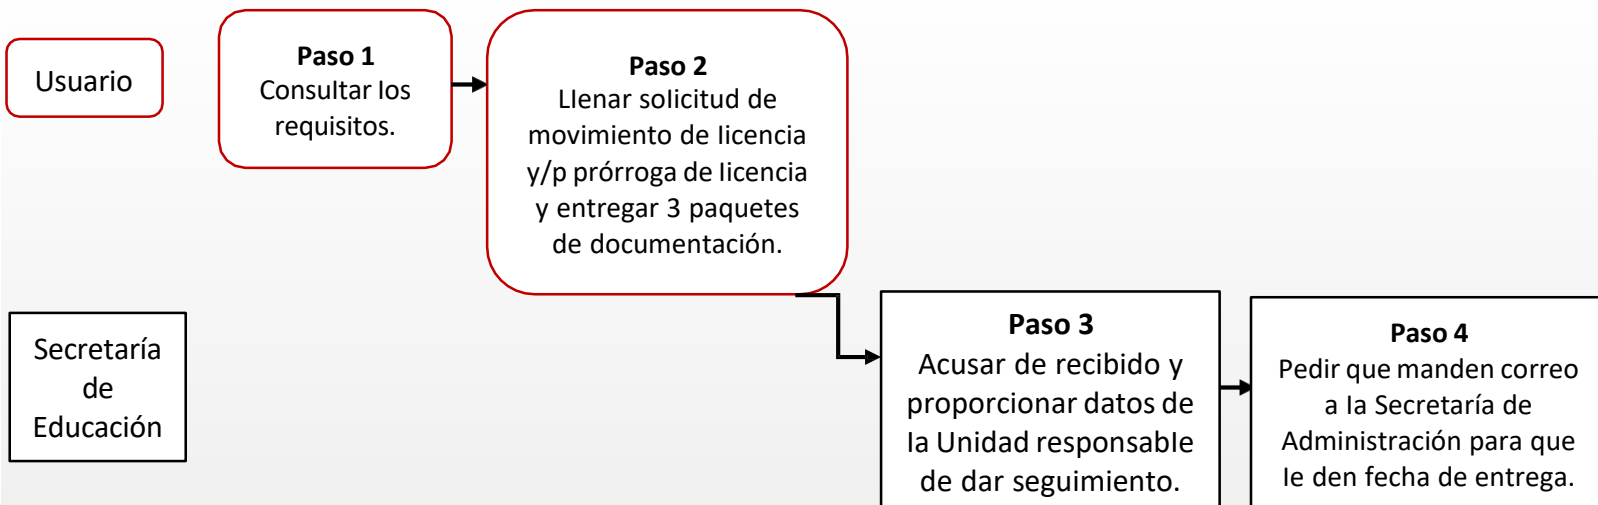 Usuario
Paso 1
Consultar los
requisitos.
Paso 2
Llenar solicitud de
movimiento de licencia
y/p prórroga de licencia
y entregar 3 paquetes
de documentación.
Secretaría
de
Educación
Paso 3
Acusar de recibido y
proporcionar datos de
la Unidad responsable
de dar seguimiento.
Paso 4
Pedir que manden correo
a la Secretaría de
Administración para que
le den fecha de entrega.